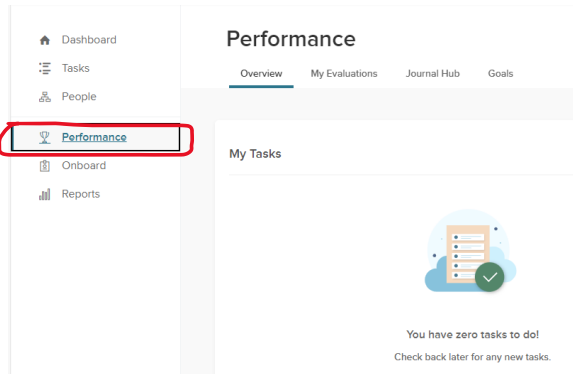 Dashboard
Tasks
People
Performance
Onboard
Reports
Performance
Overview My Evaluations Journal Hub Goals
My Tasks
You have zero tasks to do!
Check back later for any new tasks.